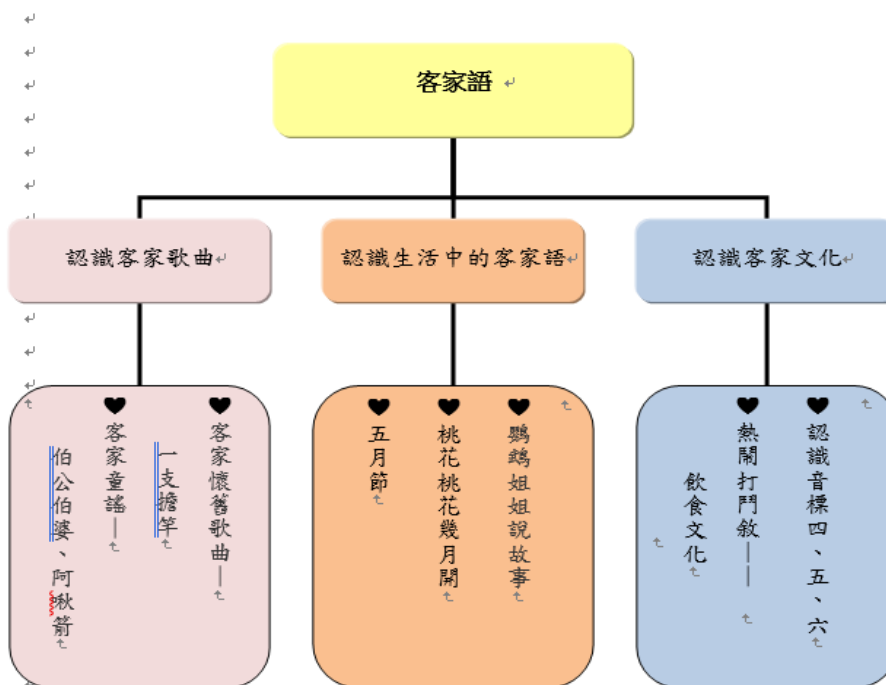 客家語
認識客家歌曲
認識生活中的客家語
認識客家文化
♥客家懷舊歌曲—
一支擔竿
♥客家童謠—
伯公伯婆、阿啾箭
♥鸚鵡姐姐說故事
♥桃花桃花幾月開
♥五月節
♥認識音標四、五、六
♥熱鬧打鬥敘——
飲食文化